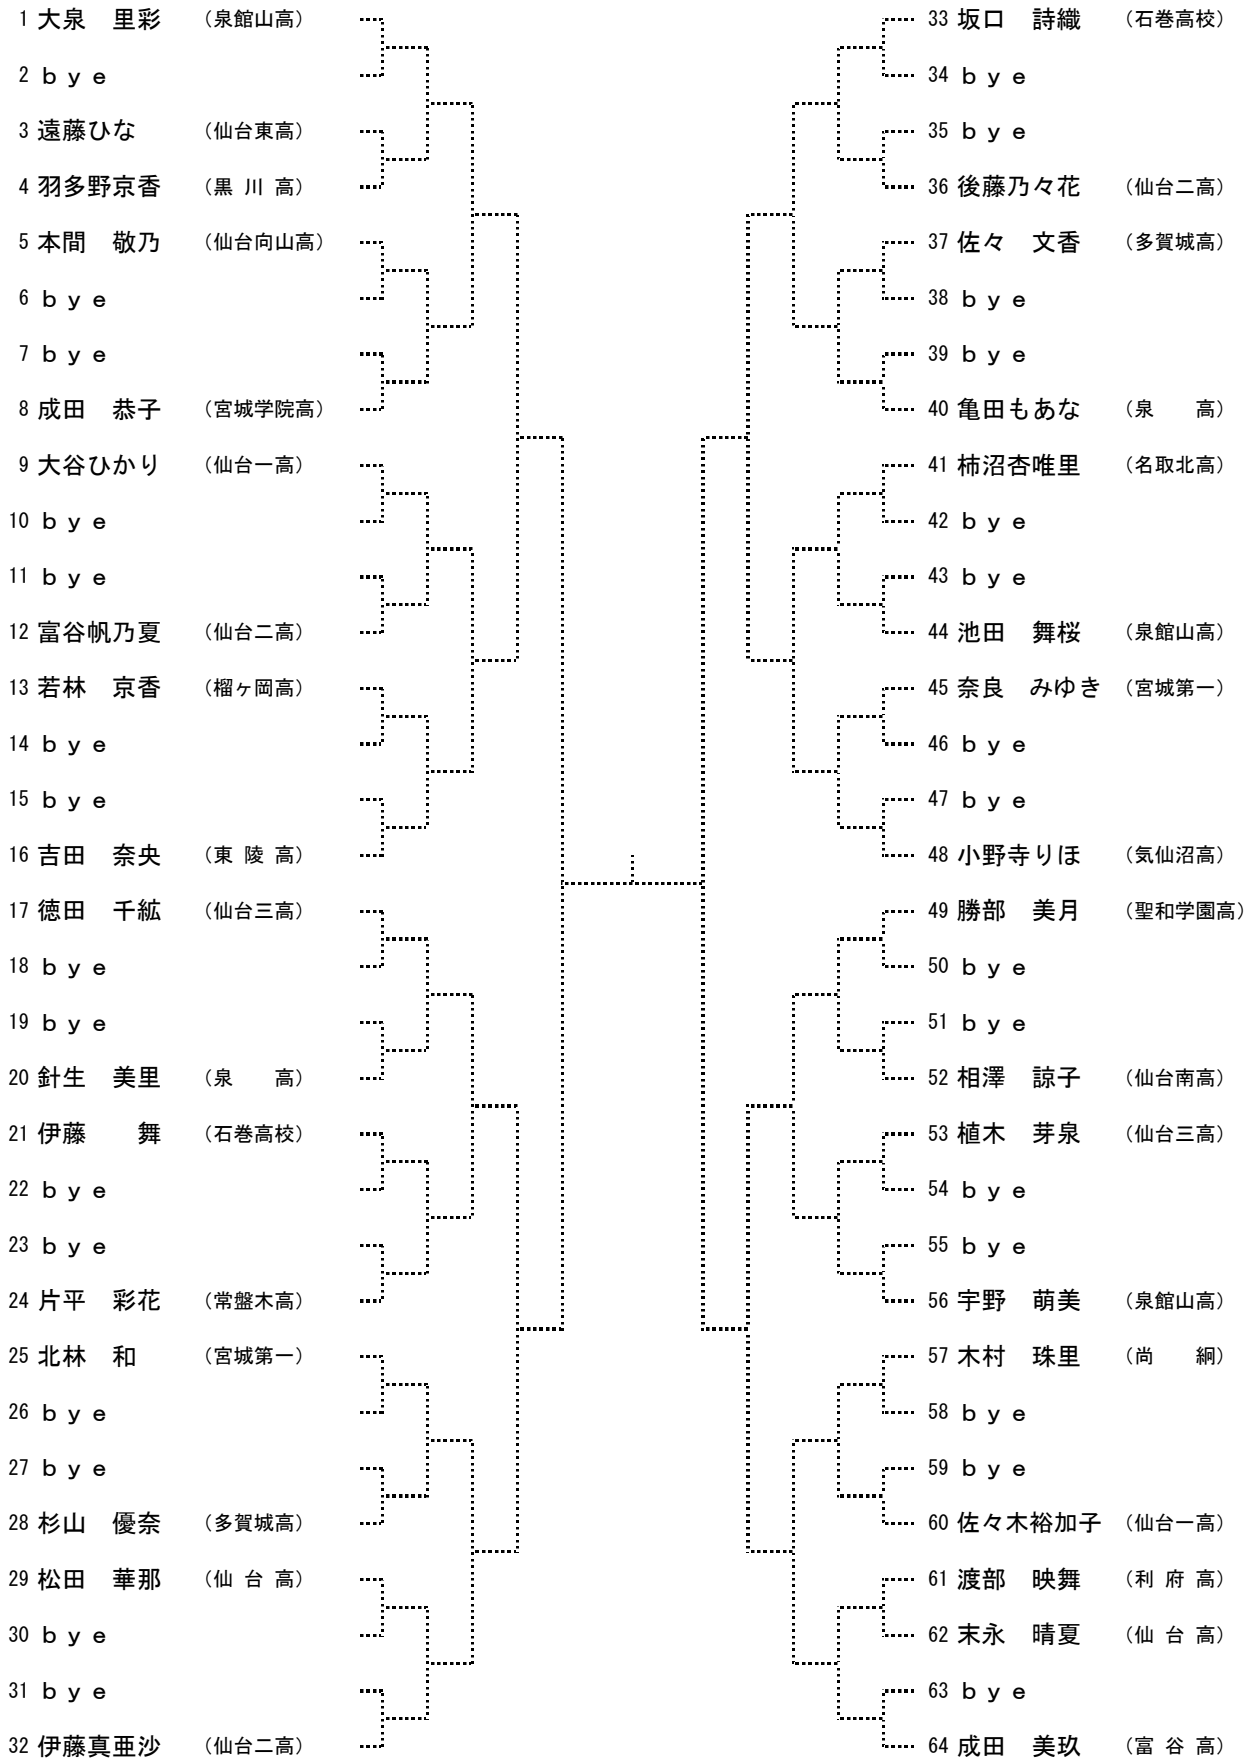 1 大泉　里彩 （泉館山高）
2 ｂｙｅ
3 遠藤ひな （仙台東高）
4 羽多野京香 （黒 川 高）
5 本間　敬乃 （仙台向山高）
6 ｂｙｅ
7 ｂｙｅ
8 成田　恭子 （宮城学院高）
9 大谷ひかり （仙台一高）
10 ｂｙｅ
11 ｂｙｅ
12 富谷帆乃夏 （仙台二高）
13 若林　京香 （榴ヶ岡高）
14 ｂｙｅ
15 ｂｙｅ
16 吉田　奈央 （東 陵 高）
17 徳田　千紘 （仙台三高）
18 ｂｙｅ
19 ｂｙｅ
20 針生　美里 （泉　　高）
21 伊藤　　舞 （石巻高校）
22 ｂｙｅ
23 ｂｙｅ
24 片平　彩花 （常盤木高）
25 北林　和 （宮城第一）
26 ｂｙｅ
27 ｂｙｅ
28 杉山　優奈 （多賀城高）
29 松田　華那 （仙 台 高）
30 ｂｙｅ
31 ｂｙｅ
32 伊藤真亜沙 （仙台二高）
33 坂口　詩織 （石巻高校）
34 ｂｙｅ
35 ｂｙｅ
36 後藤乃々花 （仙台二高）
37 佐々　文香 （多賀城高）
38 ｂｙｅ
39 ｂｙｅ
40 亀田もあな （泉　　高）
41 柿沼杏唯里 （名取北高）
42 ｂｙｅ
43 ｂｙｅ
44 池田　舞桜 （泉館山高）
45 奈良　みゆき （宮城第一）
46 ｂｙｅ
47 ｂｙｅ
48 小野寺りほ （気仙沼高）
49 勝部　美月 （聖和学園高）
50 ｂｙｅ
51 ｂｙｅ
52 相澤　諒子 （仙台南高）
53 植木　芽泉 （仙台三高）
54 ｂｙｅ
55 ｂｙｅ
56 宇野　萌美 （泉館山高）
57 木村　珠里 （尚　　絅）
58 ｂｙｅ
59 ｂｙｅ
60 佐々木裕加子 （仙台一高）
61 渡部　映舞 （利 府 高）
62 末永　晴夏 （仙 台 高）
63 ｂｙｅ
64 成田　美玖 （富 谷 高）